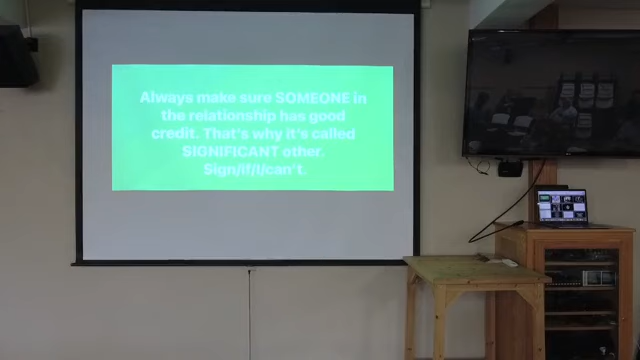 Always make sure SOMEONE in
the relationship has good
credit. That's why it's called
SIGNIFICANT other.
Sign/If/I/can't.